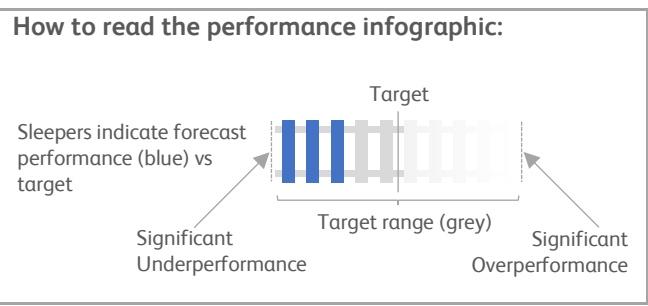 How to read the performance infographic:
Target
Sleepers indicate forecast
performance (blue) vs
target
Target range (grey)
Significant
Underperformance
Significant
Overperformance